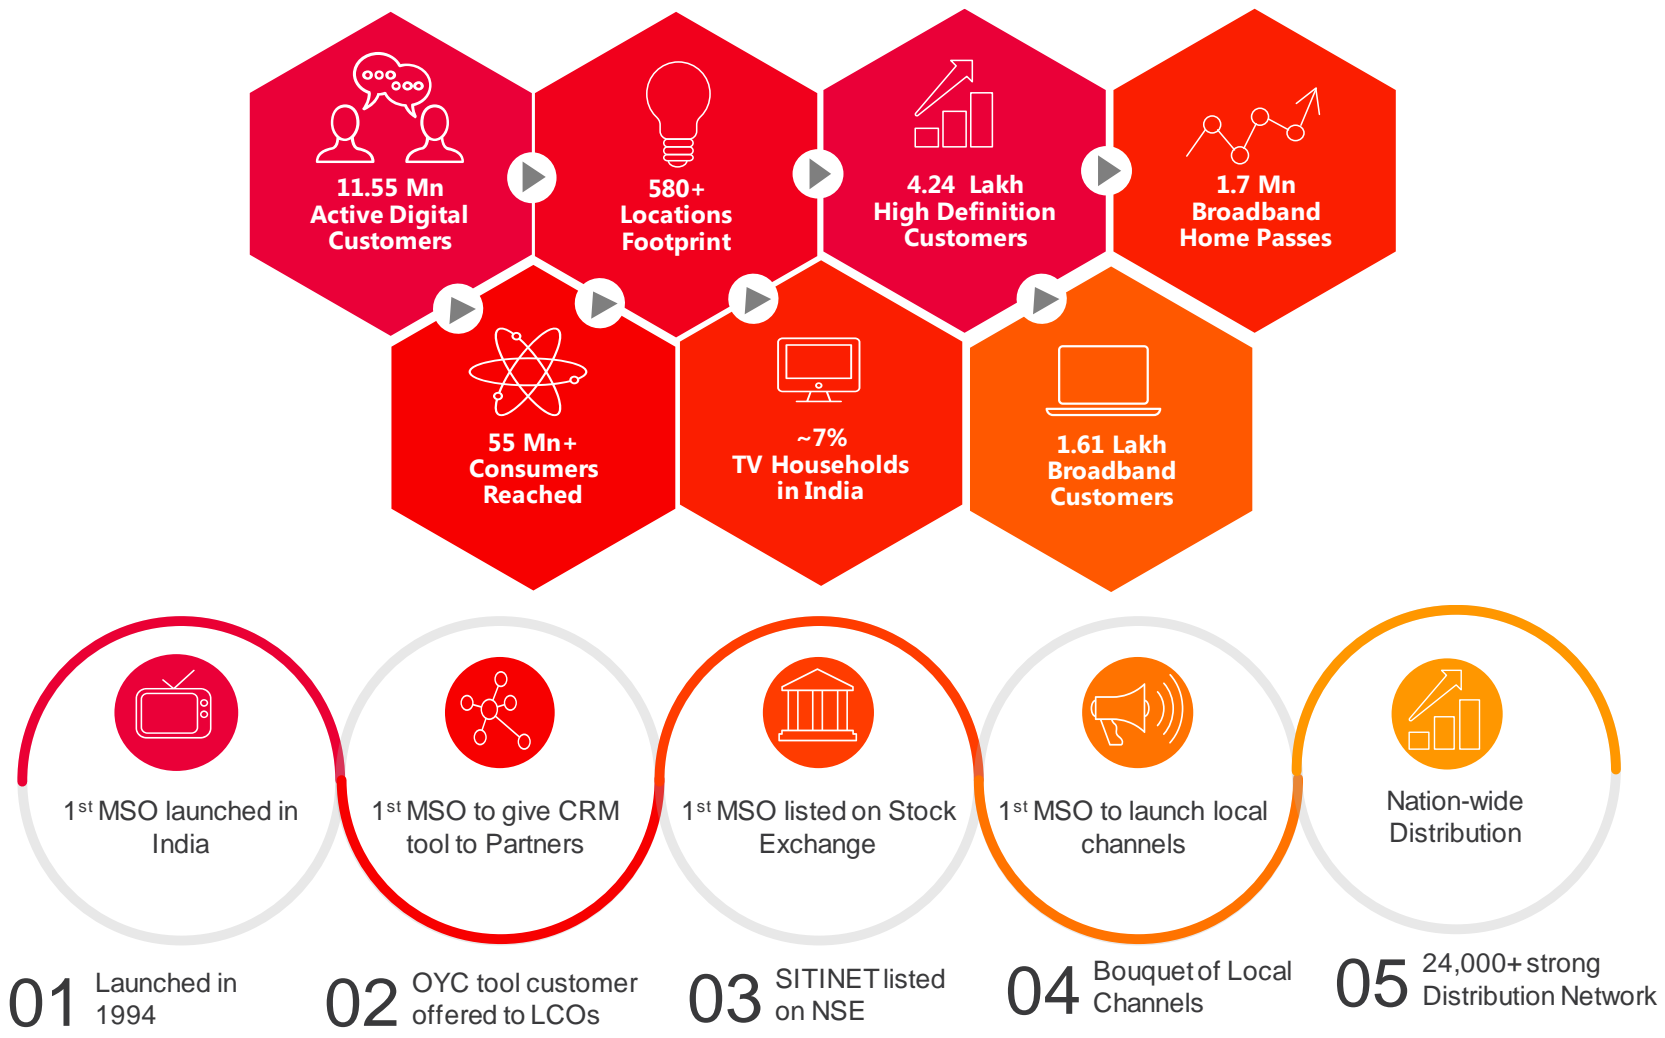 11.55 Mn
Active Digital
Customers
580+
Locations
Footprint
4.24 Lakh
High Definition
Customers
1.7 Mn
Broadband
Home Passes
55 Mn+
Consumers
Reached
~7%
TV Households
in India
1.61 Lakh
Broadband
Customers
1st MSO launched in
India
1st MSO to give CRM
tool to Partners
1st MSO listed on Stock
Exchange
1st MSO to launch local
channels
Nation-wide
Distribution
01 Launched in
1994
02 OYC tool customer
offered to LCOs
03 SITINET listed
on NSE
04 Bouquet of Local
Channels
05 24,000+ strong
Distribution Network